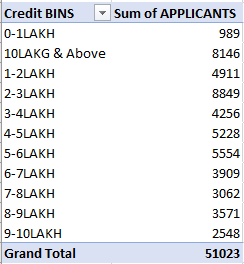 Credit BINS Sum of APPLICANTS
0-1LAKH 989
10LAKG & Above 8146
1-2LAKH 4911
2-3LAKH 8849
3-4LAKH 4256
4-5LAKH 5228
5-6LAKH 5554
6-7LAKH 3909
7-8LAKH 3062
8-9LAKH 3571
9-10LAKH 2548
Grand Total 51023